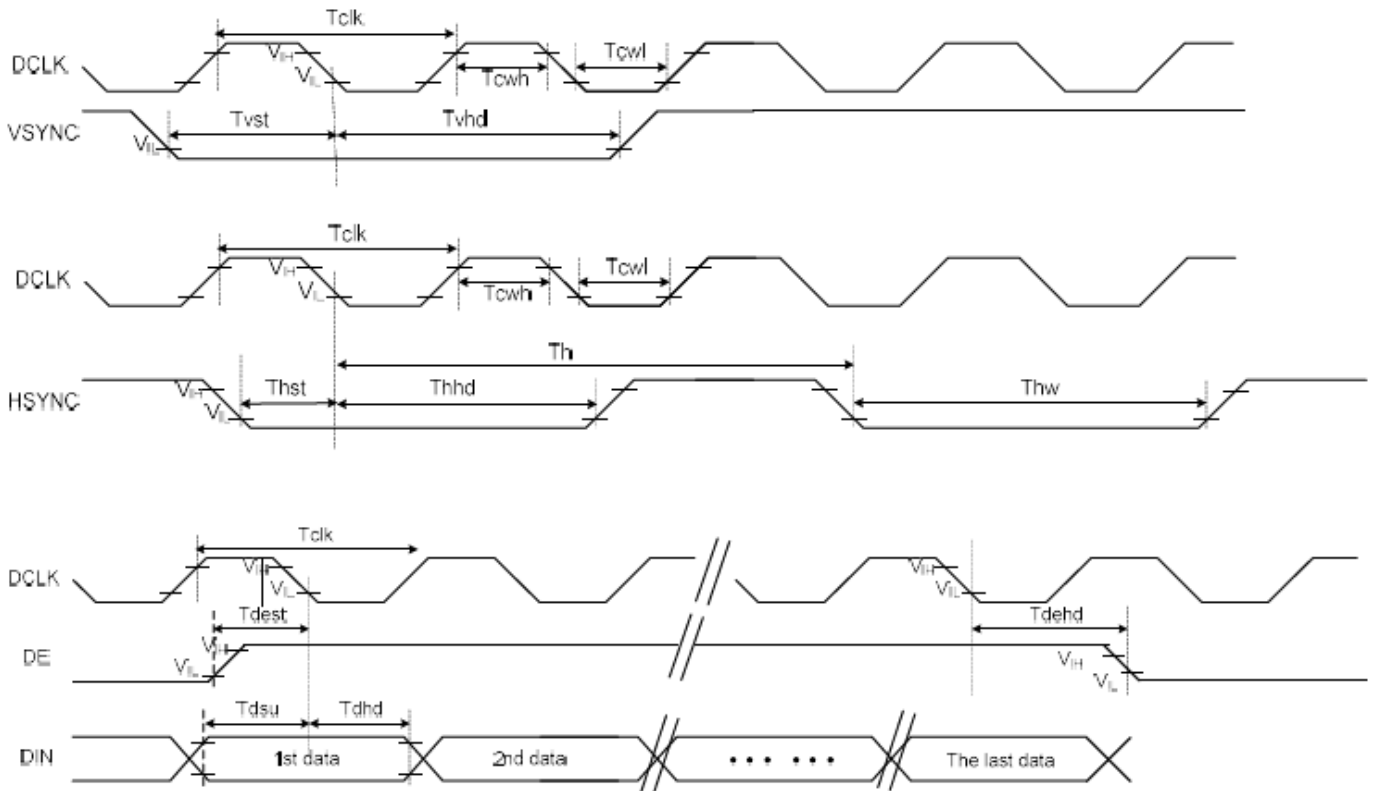 Tclk
DCLK
VIH
VIL
Tcwh
Tcwl
VSYNC
VIL
Tvst
Tvhd
Tclk
DCLK
VIH
VIL
Tcwh
Tcwl
Th
HSYNC
VIH
VIL
Thst
Thhd
Thw
Tclk
DCLK
VIH
VIL
VIH
VIL
Tdest
Tdehd
DE
VIH
VIL
VIH
VIL
Tdsu
Tdhd
DIN
1st data
2nd data
• • • • • •
The last data